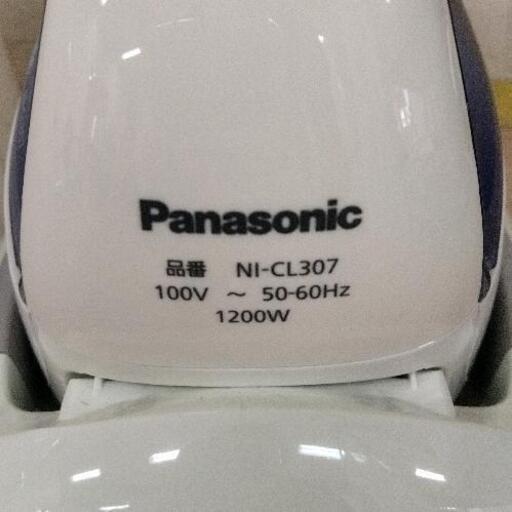 Panasonic
品番 NI-CL307
100V ~ 50-60Hz
1200W